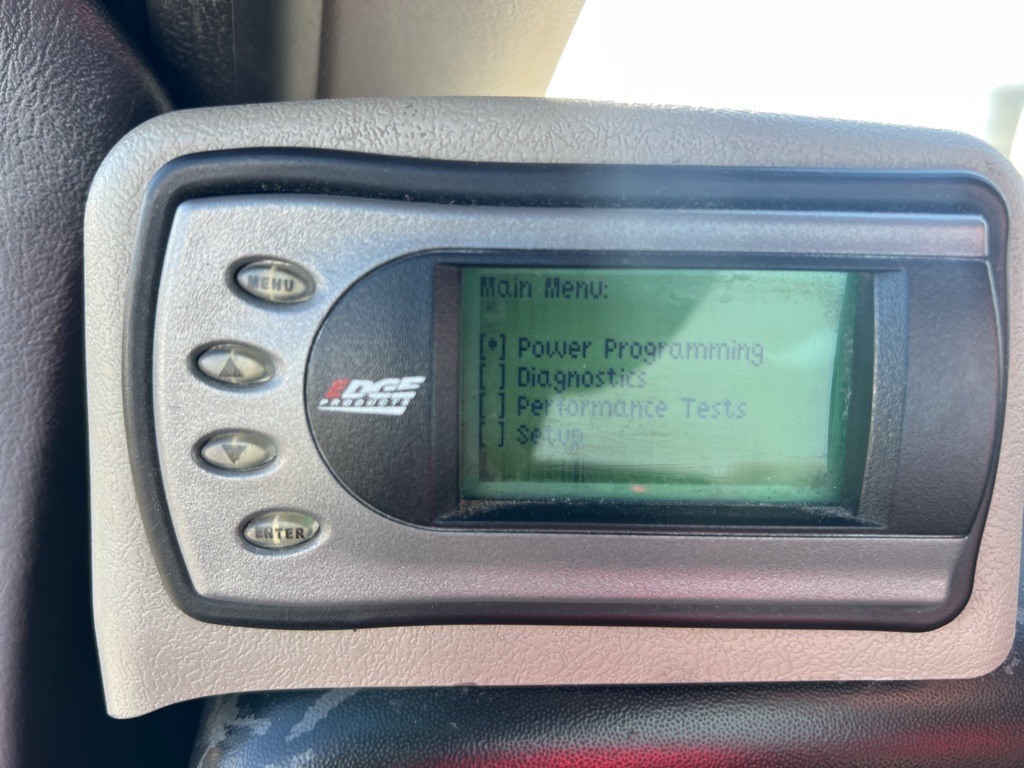 MENU
ENTER
EDGE
PRODUCTS
Main Menu:
[*] Power Programming
[ ] Diagnostics
[ ] Performance Tests
[ ] Setup